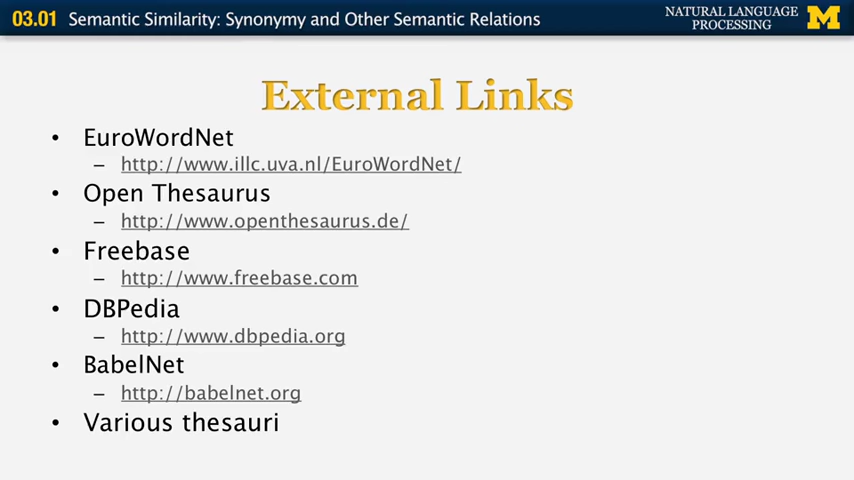 03.01 Semantic Similarity: Synonymy and Other Semantic Relations
NATURAL LANGUAGE
PROCESSING
M
External Links
• EuroWordNet
– http://www.illc.uva.nl/EuroWordNet/
• Open Thesaurus
– http://www.openthesaurus.de/
• Freebase
– http://www.freebase.com
• DBPedia
– http://www.dbpedia.org
• BabelNet
– http://babelnet.org
• Various thesauri